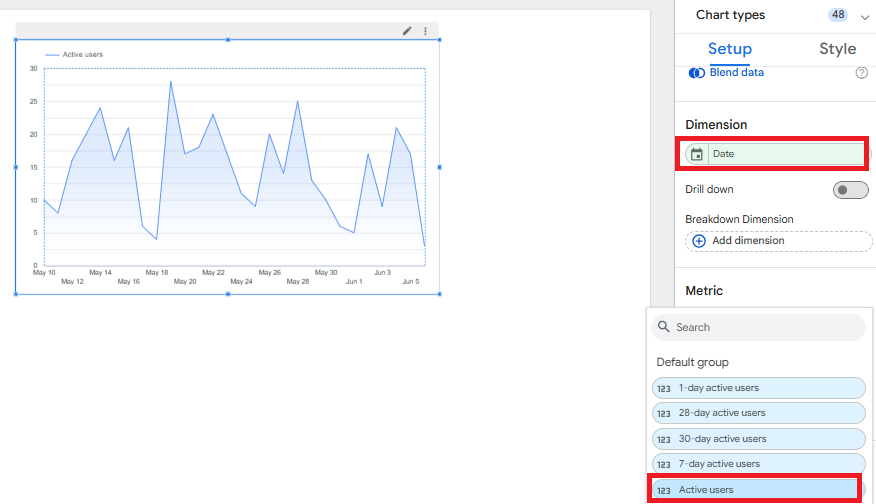 Active users
30
25
20
15
10
5
0
May 10 May 14 May 18 May 22 May 26 May 30 Jun 3
May 12 May 16 May 20 May 24 May 28 Jun 1 Jun 5
Chart types 48
Setup Style
Blend data
Dimension
Date
Drill down
Breakdown Dimension
Add dimension
Metric
Search
Default group
123 1-day active users
123 28-day active users
123 30-day active users
123 7-day active users
123 Active users